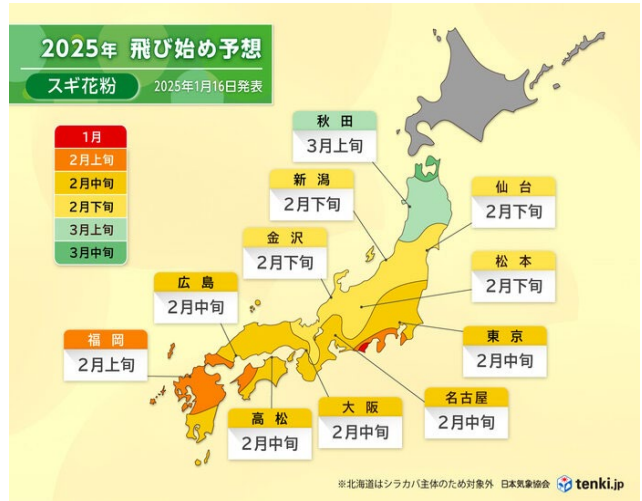 2025年 飛び始め予想
スギ花粉
2025年1月16日発表
1月
2月上旬
2月中旬
2月下旬
3月上旬
3月中旬
秋田
3月上旬
新潟
2月下旬
仙台
2月下旬
金沢
2月下旬
松本
2月下旬
広島
2月中旬
東京
2月中旬
福岡
2月上旬
名古屋
2月中旬
高松
2月中旬
大阪
2月中旬
※北海道はシラカバ主体のため対象外 日本気象協会 tenki.jp